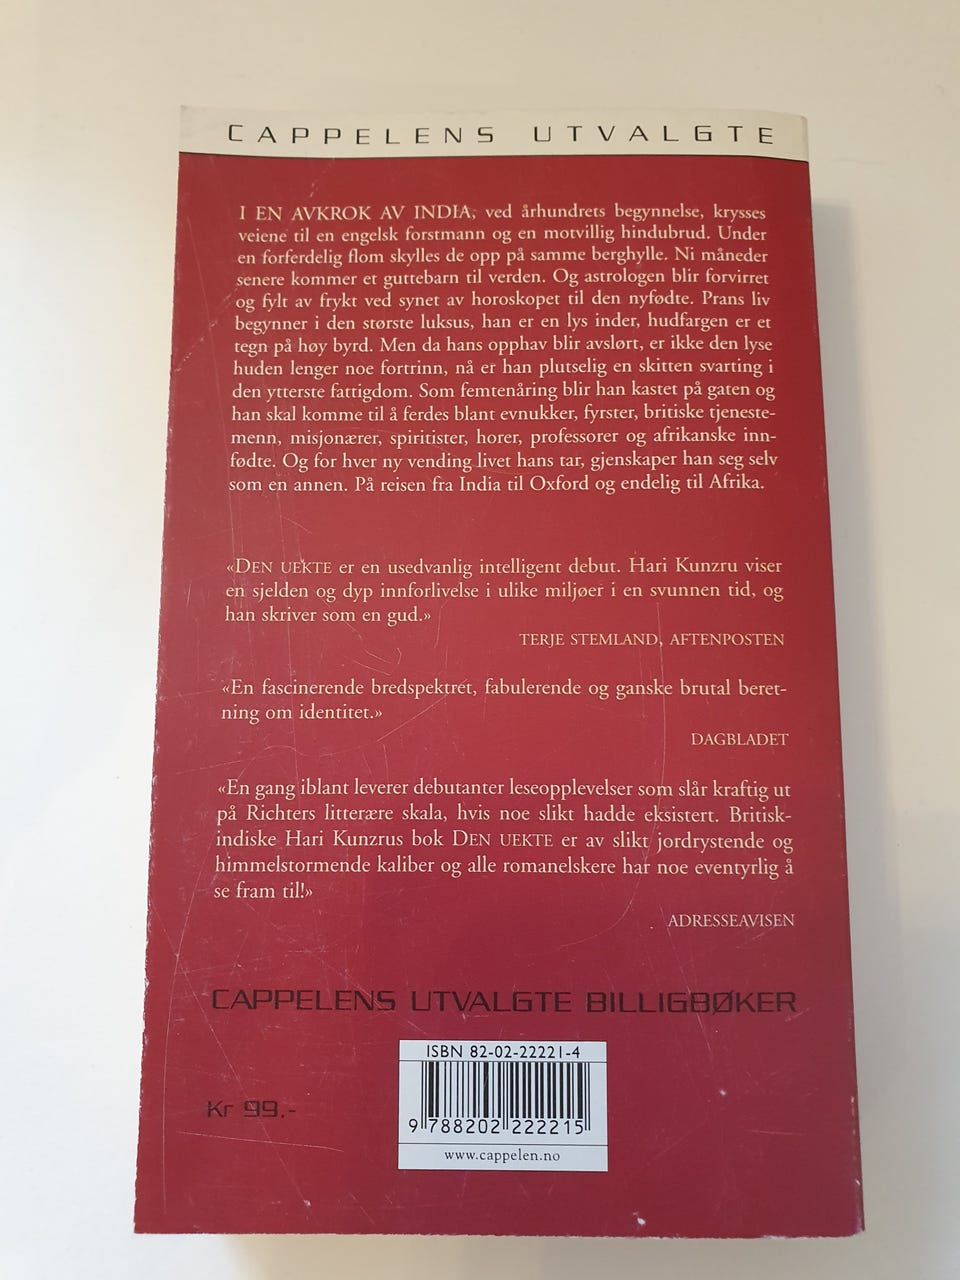 CAPPELENS UTVALGTE
I EN AVKROK AV INDIA, ved århundrets begynnelse, krysses
veiene til en engelsk forstmann og en motvillig hindubrud. Under
en forferdelig flom skylles de opp på samme berghylle. Ni måneder
senere kommer et guttebarn til verden. Og astrologen blir forvirret
og fylt av frykt ved synet av horoskopet til den nyfødte. Prans liv
begynner i den største luksus, han er en lys inder, hudfargen er et
tegn på høy byrd. Men da hans opphav blir avslørt, er ikke den lyse
huden lenger noe fortrinn, nå er han plutselig en skitten svarting i
den ytterste fattigdom. Som femtenåring blir han kastet på gaten og
han skal komme til å ferdes blant evnukker, fyrster, britiske tjeneste-
menn, misjonærer, spiritister, horer, professorer og afrikanske inn-
fødte. Og for hver ny vending livet hans tar, gjenskaper han seg selv
som en annen. På reisen fra India til Oxford og endelig til Afrika.
«DEN UEKTE er en usedvanlig intelligent debut. Hari Kunzru viser
en sjelden og dyp innforlivelse i ulike miljøer i en svunnen tid, og
han skriver som en gud.»
TERJE STEMLAND, AFTENPOSTEN
«En fascinerende bredspektret, fabulerende og ganske brutal beret-
ning om identitet.»
DAGBLADET
«En gang iblant leverer debutanter leseopplevelser som slår kraftig ut
på Richters litterære skala, hvis noe slikt hadde eksistert. Britisk-
indiske Hari Kunzrus bok DEN UEKTE er av slikt jordrystende og
himmelstormende kaliber og alle romanelskere har noe eventyrlig å
se fram til!»
ADRESSEAVISEN
CAPPELENS UTVALGTE BILLIGBØKER
ISBN 82-02-22221-4
Kr 99.-
9 788202 222215
www.cappelen.no